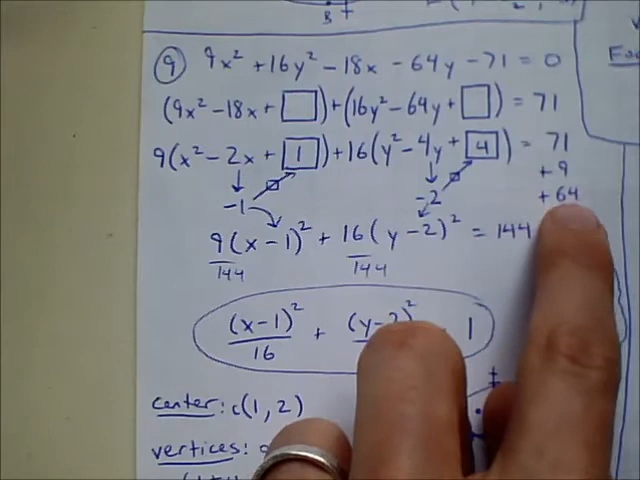 9 9x² + 16y² - 18x - 64y - 71 = 0
(9x² - 18x + □) + (16y² - 64y + □) = 71
9(x² - 2x + 1) + 16(y² - 4y + 4) = 71
+ 9
-1 -2 + 64
9(x-1)² + 16(y-2)² = 144
144 144
(x-1)²/16 + (y-2)² 1
center: c(1, 2)
vertices: